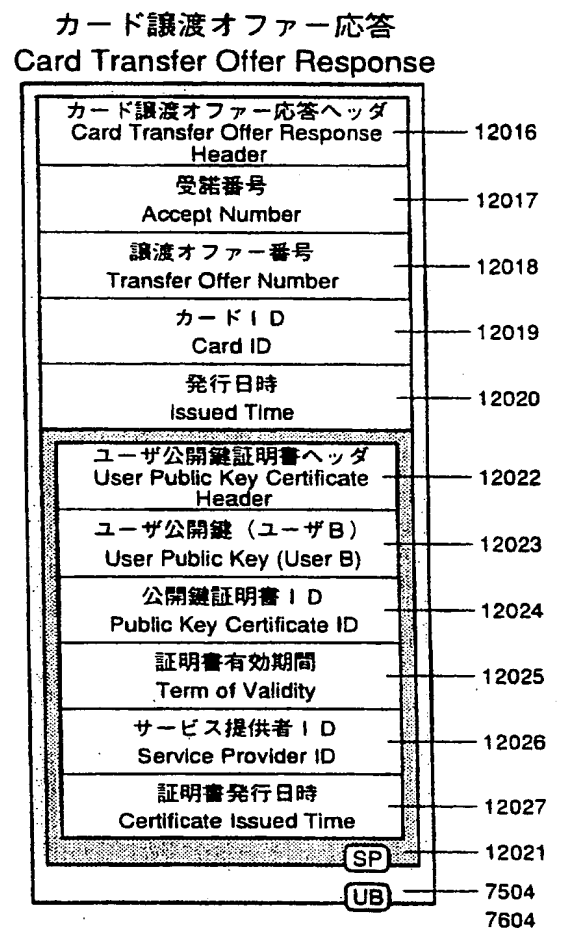 カード譲渡オファー応答
Card Transfer Offer Response
カード譲渡オファー応答ヘッダ
Card Transfer Offer Response
Header
12016
受諾番号
Accept Number
12017
譲渡オファー番号
Transfer Offer Number
12018
カードID
Card ID
12019
発行日時
Issued Time
12020
ユーザ公開鍵証明書ヘッダ
User Public Key Certificate
Header
12022
ユーザ公開鍵（ユーザB）
User Public Key (User B)
12023
公開鍵証明書ID
Public Key Certificate ID
12024
証明書有効期間
Term of Validity
12025
サービス提供者ID
Service Provider ID
12026
証明書発行日時
Certificate Issued Time
12027
SP
12021
UB
7504
7604